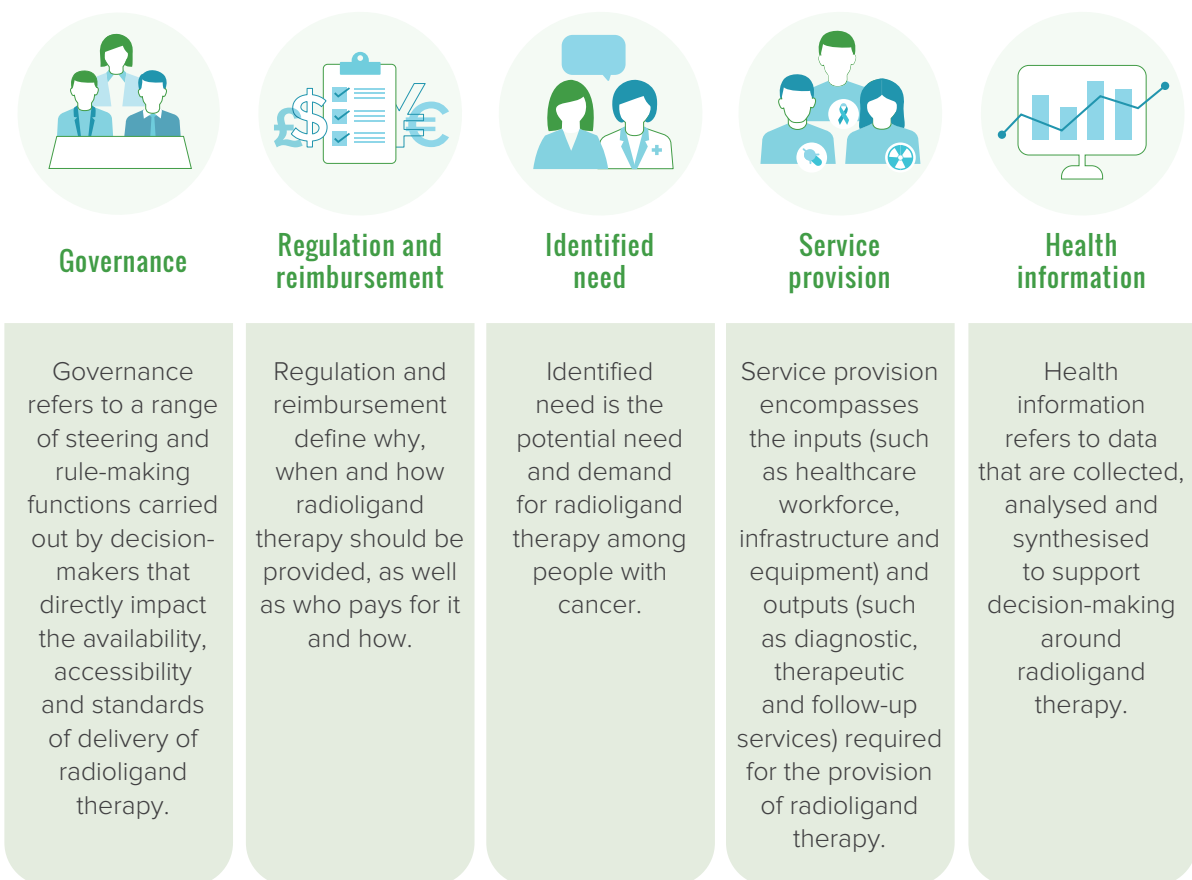 Governance
Regulation and
reimbursement
Identified
need
Service
provision
Health
information
Governance
refers to a range
of steering and
rule-making
functions carried
out by decision-
makers that
directly impact
the availability,
accessibility
and standards
of delivery of
radioligand
therapy.
Regulation and
reimbursement
define why,
when and how
radioligand
therapy should be
provided, as well
as who pays for it
and how.
Identified
need is the
potential need
and demand
for radioligand
therapy among
people with
cancer.
Service provision
encompasses
the inputs (such
as healthcare
workforce,
infrastructure and
equipment) and
outputs (such
as diagnostic,
therapeutic
and follow-up
services) required
for the provision
of radioligand
therapy.
Health
information
refers to data
that are collected,
analysed and
synthesised
to support
decision-making
around
radioligand
therapy.